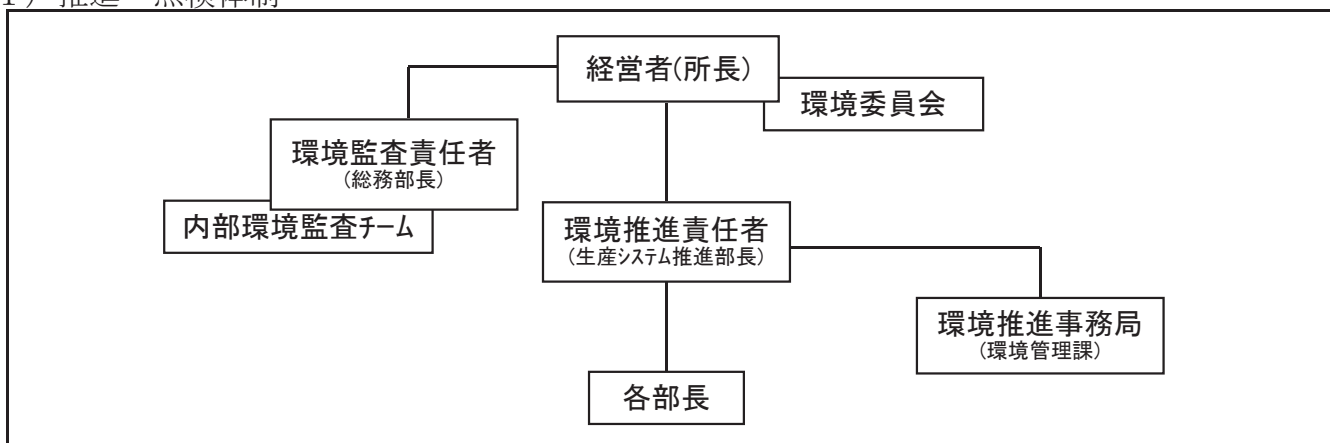 経営者(所長)
環境委員会
環境監査責任者
(総務部長)
内部環境監査ﾁｰﾑ
環境推進責任者
(生産ｼｽﾃﾑ推進部長)
環境推進事務局
(環境管理課)
各部長